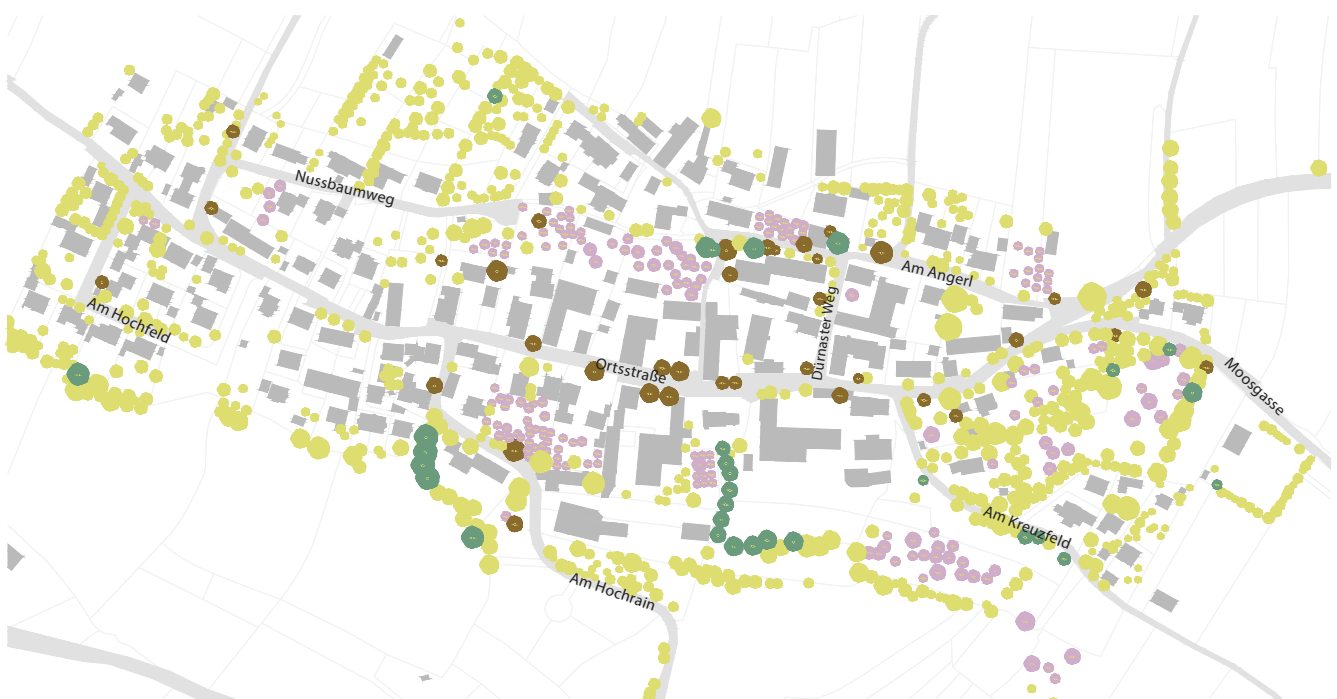 Nussbaumweg
Am Angerl
Am Hochfeld
Dürnaster Weg
Ortsstraße
Moosgasse
Am Kreuzfeld
Am Hochrain